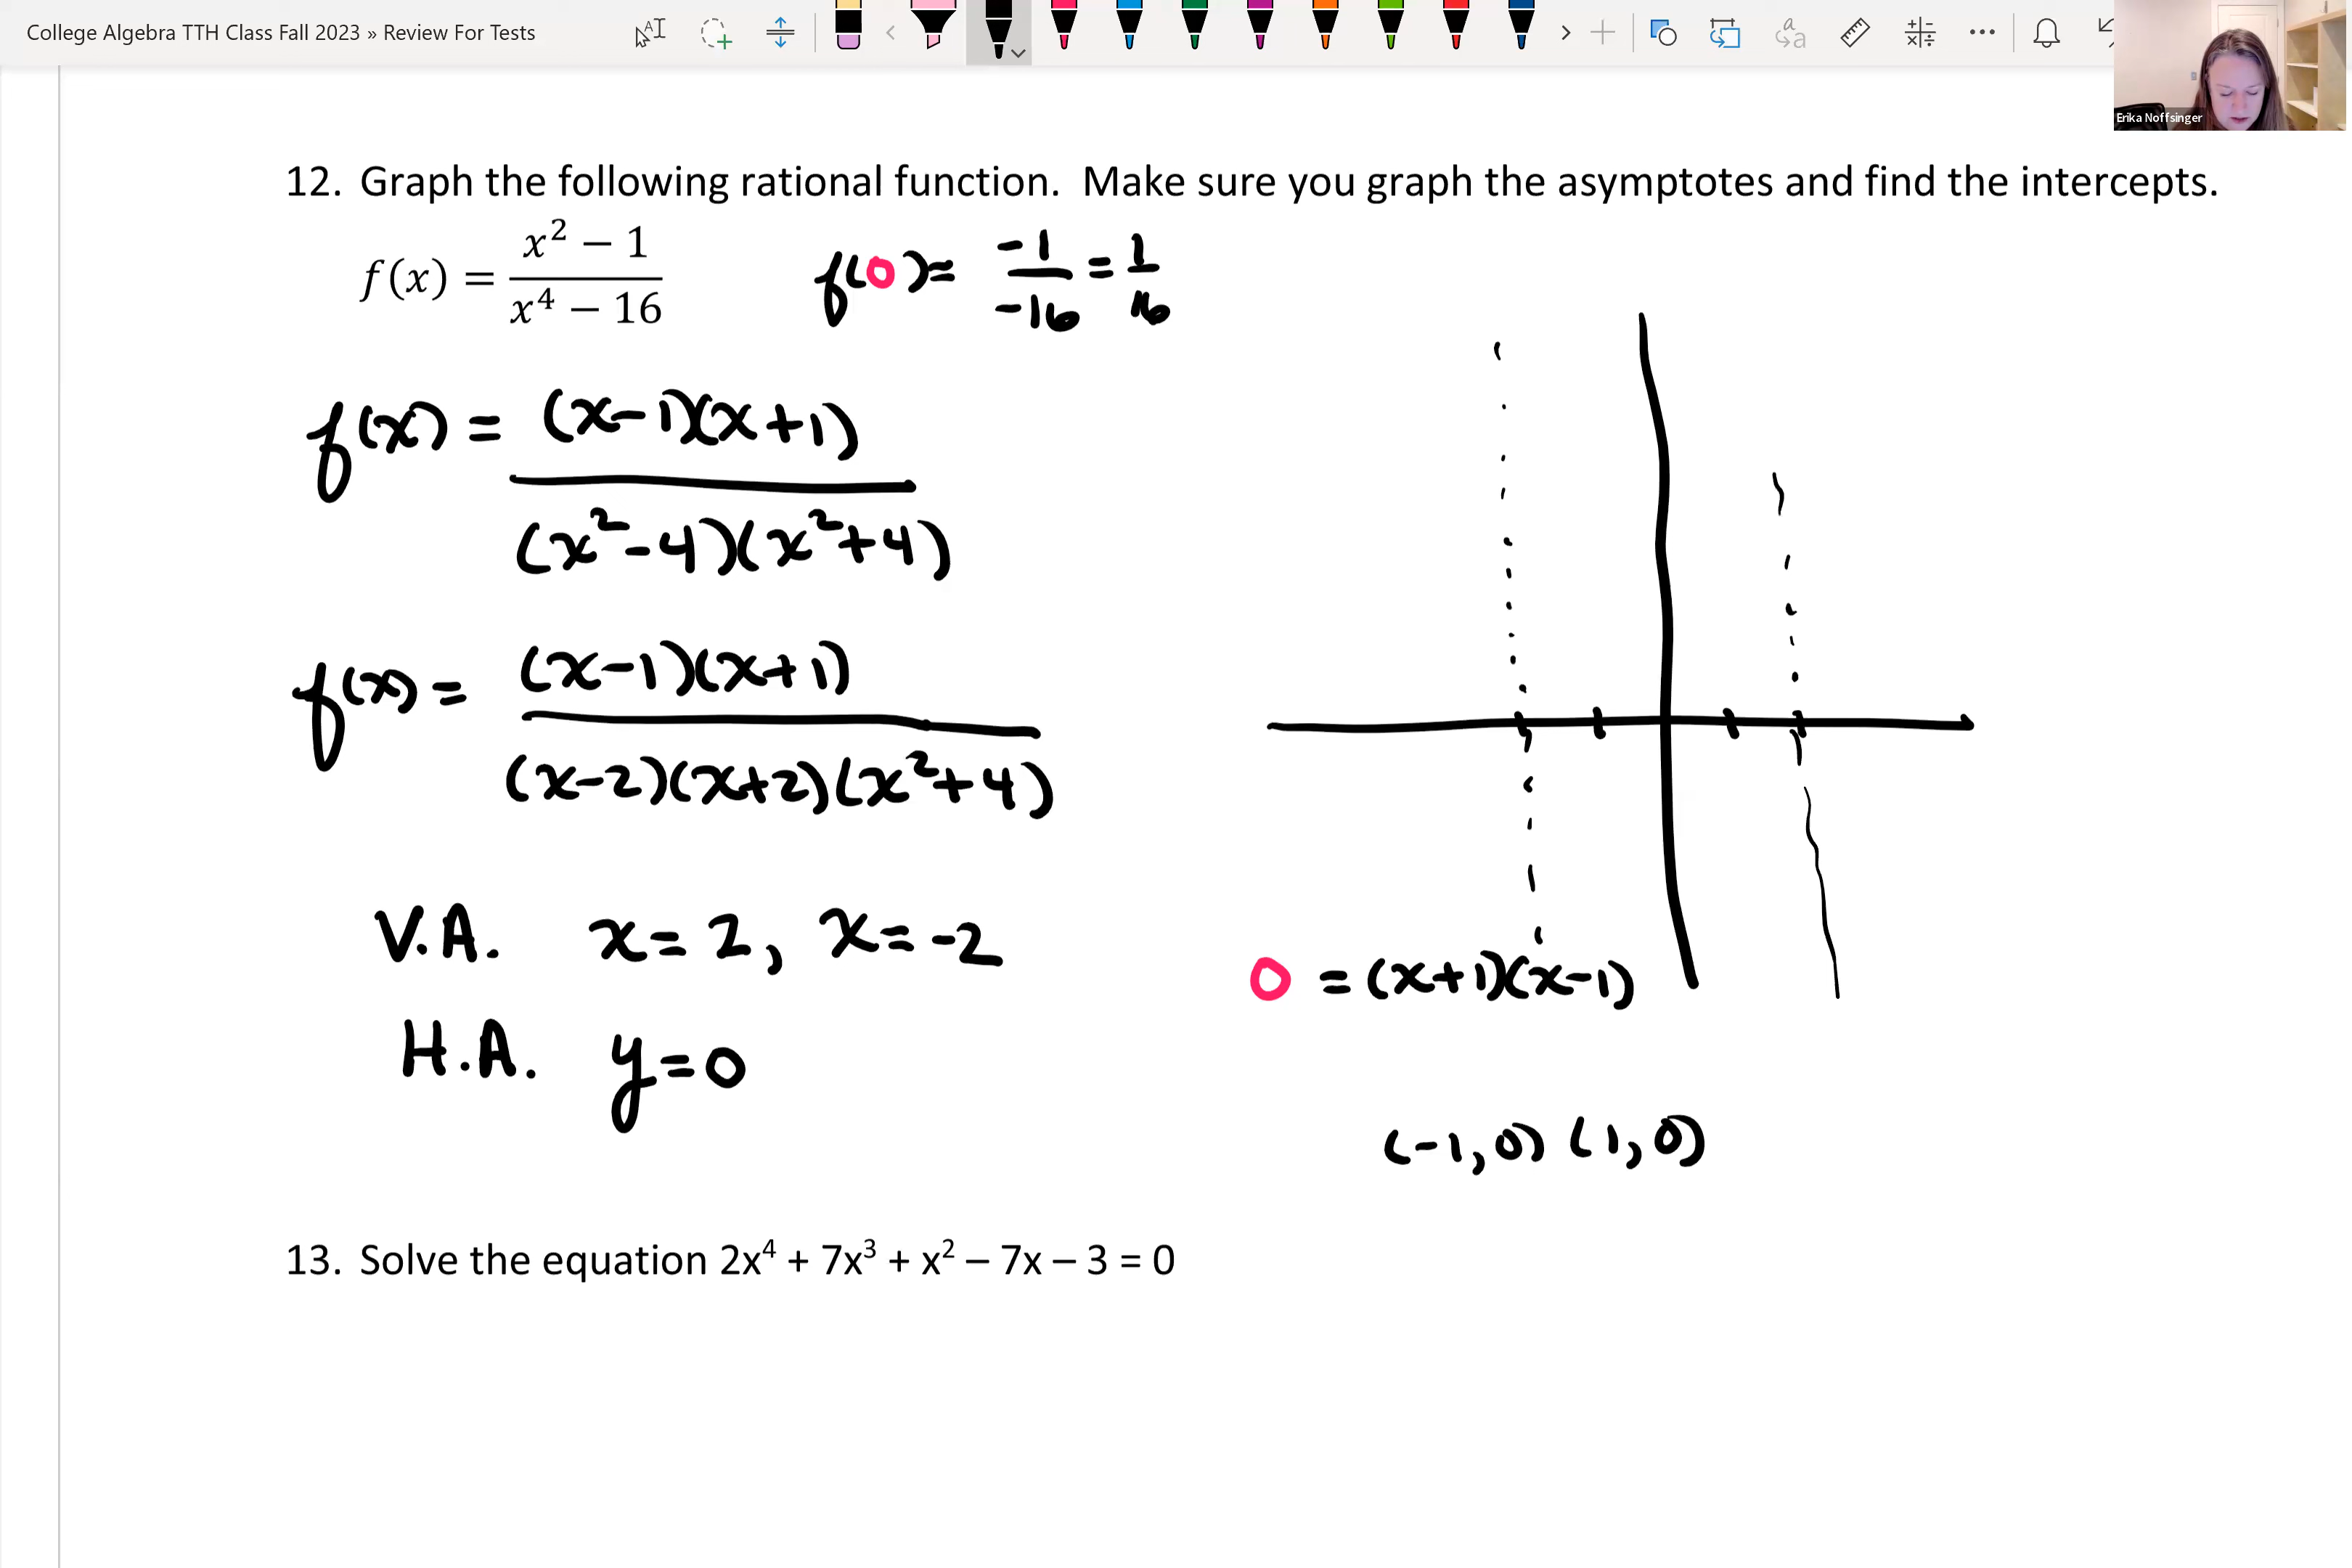 College Algebra TTH Class Fall 2023 » Review For Tests
Erika Noffsinger
12. Graph the following rational function. Make sure you graph the asymptotes and find the intercepts.
f(x) = (x² − 1)/(x⁴ − 16)
f(0) = -1/-16 = 1/16
f(x) = (x-1)(x+1)
(x²-4)(x²+4)
f(x) = (x-1)(x+1)
(x-2)(x+2)(x²+4)
V.A. x=2, x=-2
0 = (x+1)(x-1)
H.A. y=0
(-1,0) (1,0)
13. Solve the equation 2x⁴ + 7x³ + x² − 7x − 3 = 0